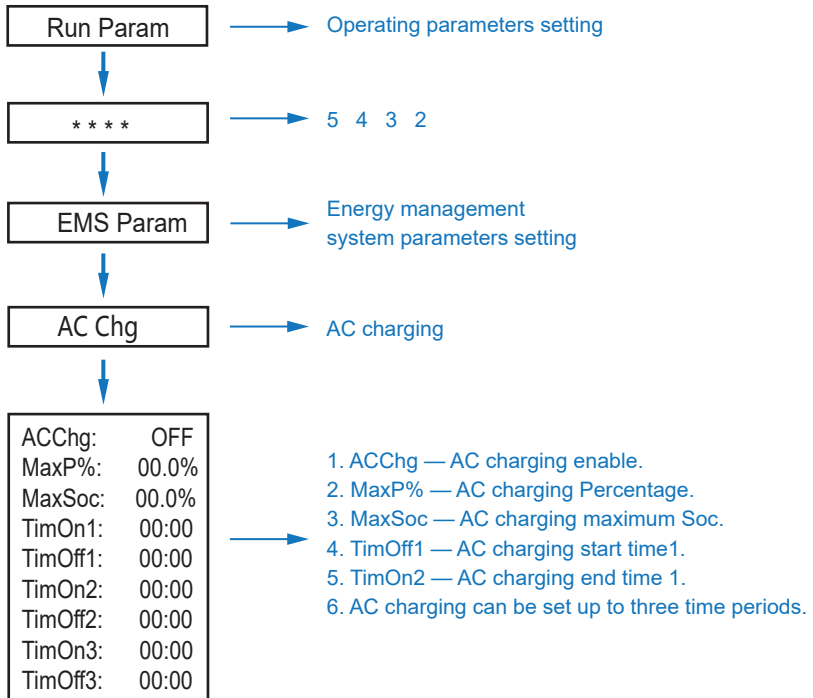 Run Param
Operating parameters setting
* * * *
5 4 3 2
EMS Param
Energy management
system parameters setting
AC Chg
AC charging
ACChg: OFF
MaxP%: 00.0%
MaxSoc: 00.0%
TimOn1: 00:00
TimOff1: 00:00
TimOn2: 00:00
TimOff2: 00:00
TimOn3: 00:00
TimOff3: 00:00
1. ACChg — AC charging enable.
2. MaxP% — AC charging Percentage.
3. MaxSoc — AC charging maximum Soc.
4. TimOff1 — AC charging start time1.
5. TimOn2 — AC charging end time 1.
6. AC charging can be set up to three time periods.